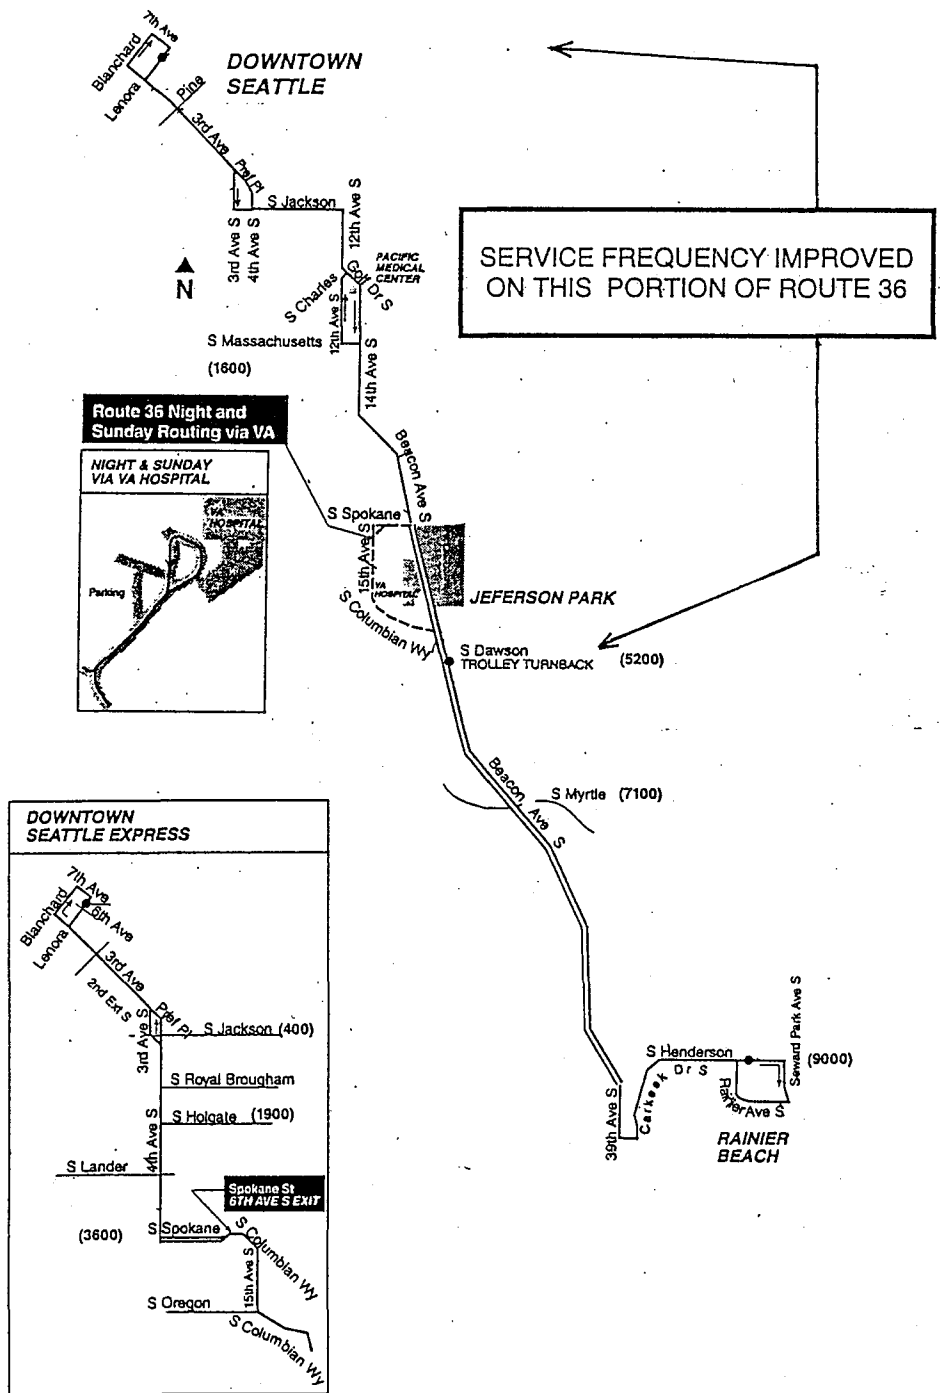 7th Ave
Blanchard
Lenora
Pine
DOWNTOWN
SEATTLE
3rd Ave
Pref Pl
S Jackson
12th Ave S
3rd Ave S
4th Ave S
N
PACIFIC
MEDICAL
CENTER
Golf Dr S
S Charles
12th Ave S
S Massachusetts
(1600)
14th Ave S
SERVICE FREQUENCY IMPROVED
ON THIS PORTION OF ROUTE 36
Route 36 Night and
Sunday Routing via VA
NIGHT & SUNDAY
VIA VA HOSPITAL
VA
HOSPITAL
Parking
Beacon Ave S
S Spokane
15th Ave S
VA
HOSPITAL
JEFERSON PARK
S Columbian Wy
S Dawson
TROLLEY TURNBACK
(5200)
Beacon Ave S
S Myrtle (7100)
DOWNTOWN
SEATTLE EXPRESS
7th Ave
6th Ave
Blanchard
Lenora
3rd Ave
2nd Ext S
Pref Pl
3rd Ave S
S Jackson (400)
S Royal Brougham
S Holgate (1900)
4th Ave S
S Lander
Spokane St
6TH AVE S EXIT
(3600)
S Spokane
S Columbian Wy
15th Ave S
S Oregon
S Columbian Wy
39th Ave S
Carkeek
Dr S
S Henderson
Seward Park Ave S
(9000)
Rainier Ave S
RAINIER
BEACH